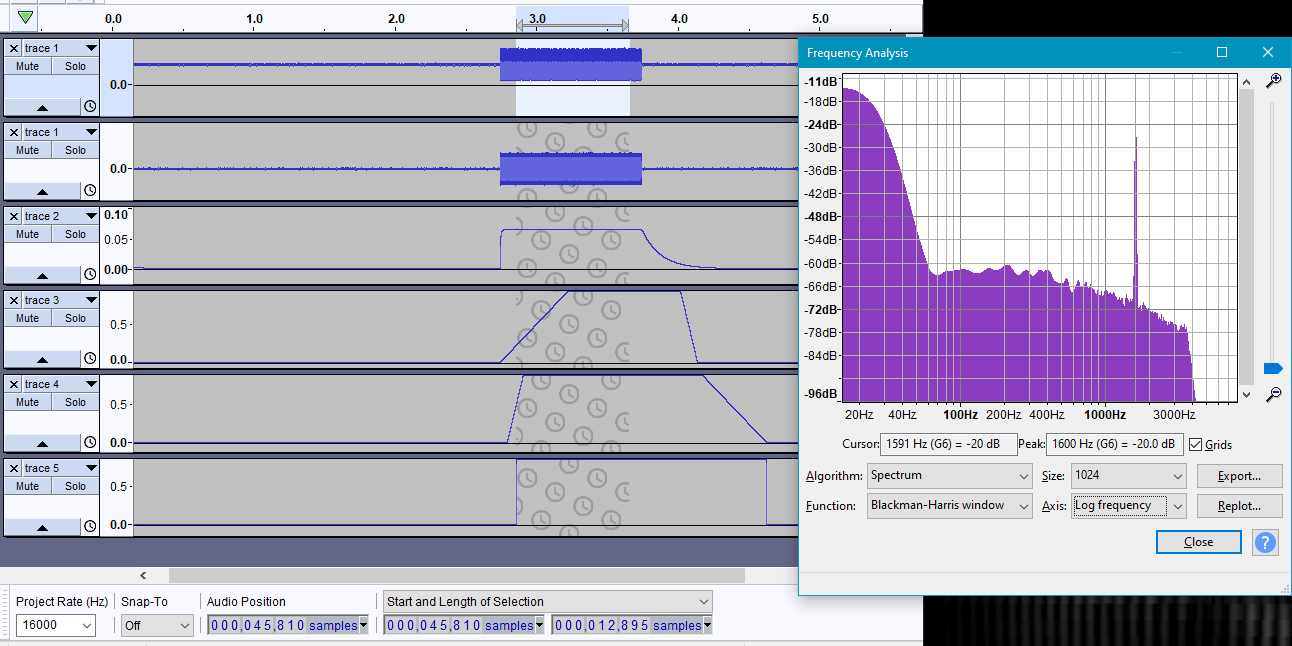 0.0 1.0 2.0 3.0 4.0 5.0
trace 1
Mute Solo
0.0
trace 1
Mute Solo
0.0
trace 2
Mute Solo
0.10
0.05
0.00
trace 3
Mute Solo
0.5
0.0
trace 4
Mute Solo
0.5
0.0
trace 5
Mute Solo
0.5
0.0
Project Rate (Hz) Snap-To Audio Position Start and Length of Selection
16000 Off 000,045,810 samples 000,045,810 samples 000,012,895 samples
Frequency Analysis
-11dB
-18dB
-24dB
-30dB
-36dB
-42dB
-48dB
-54dB
-60dB
-66dB
-72dB
-78dB
-84dB
-96dB
20Hz 40Hz 100Hz 200Hz 400Hz 1000Hz 3000Hz
Cursor: 1591 Hz (G6) = -20 dB Peak: 1600 Hz (G6) = -20.0 dB Grids
Algorithm: Spectrum Size: 1024 Export...
Function: Blackman-Harris window Axis: Log frequency Replot...
Close ?